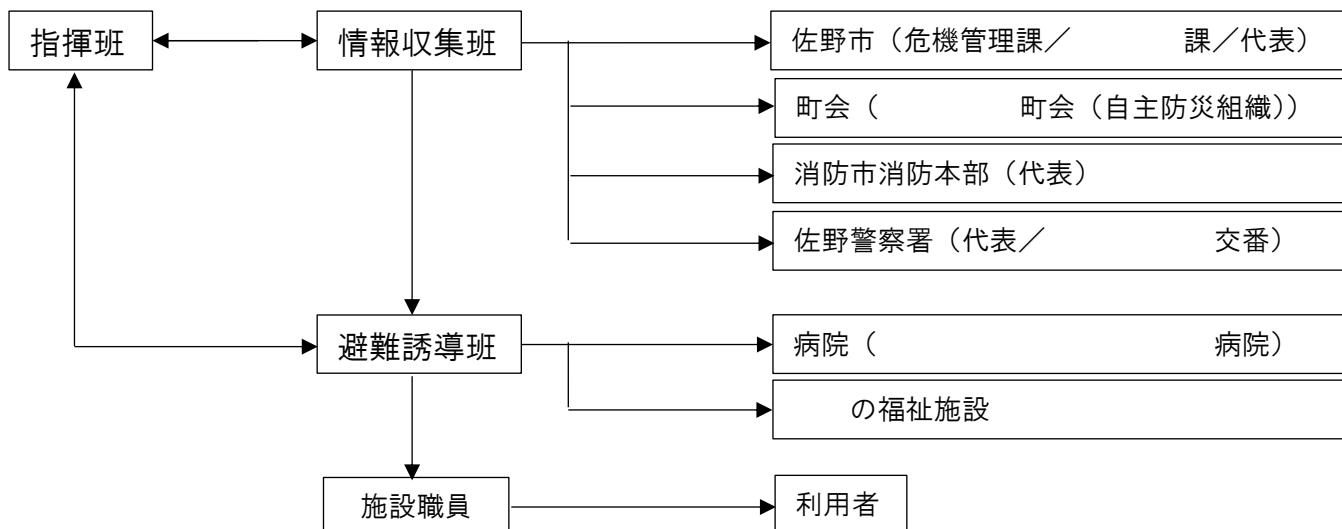 指揮班
情報収集班
佐野市（危機管理課／　　　　課／代表）
町会（　　　　　町会（自主防災組織））
消防市消防本部（代表）
佐野警察署（代表／　　　　　　交番）
避難誘導班
病院（　　　　　　　　　　　　病院）
の福祉施設
施設職員
利用者